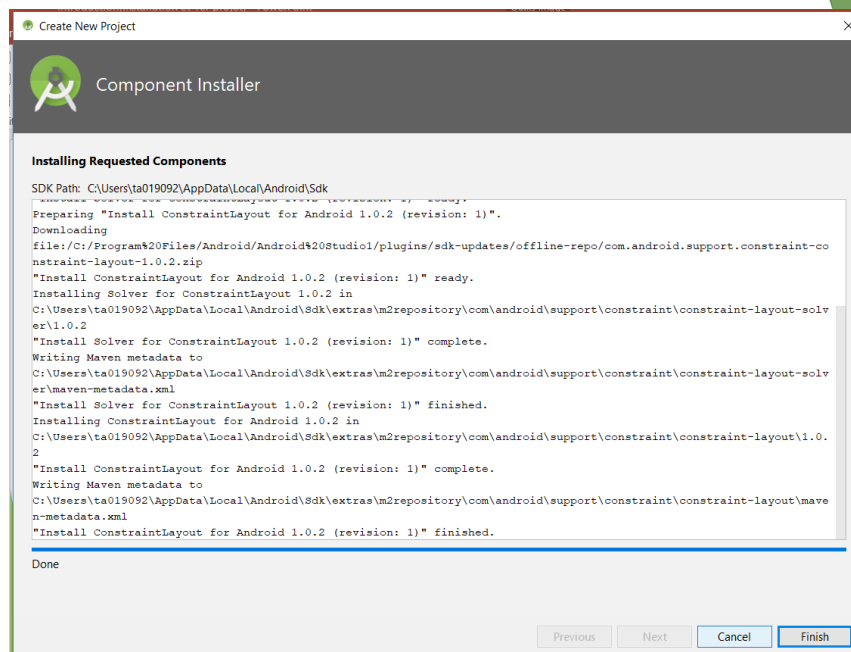 Create New Project
Component Installer
Installing Requested Components
SDK Path: C:\Users\ta019092\AppData\Local\Android\Sdk
"Install Solver for ConstraintLayout 1.0.2 (revision: 1)" ready.
Preparing "Install ConstraintLayout for Android 1.0.2 (revision: 1)".
Downloading
file:/C:/Program%20Files/Android/Android%20Studio1/plugins/sdk-updates/offline-repo/com.android.support.constraint-co
nstraint-layout-1.0.2.zip
"Install ConstraintLayout for Android 1.0.2 (revision: 1)" ready.
Installing Solver for ConstraintLayout 1.0.2 in
C:\Users\ta019092\AppData\Local\Android\Sdk\extras\m2repository\com\android\support\constraint\constraint-layout-solv
er\1.0.2
"Install Solver for ConstraintLayout 1.0.2 (revision: 1)" complete.
Writing Maven metadata to
C:\Users\ta019092\AppData\Local\Android\Sdk\extras\m2repository\com\android\support\constraint\constraint-layout-solv
er\maven-metadata.xml
"Install Solver for ConstraintLayout 1.0.2 (revision: 1)" finished.
Installing ConstraintLayout for Android 1.0.2 in
C:\Users\ta019092\AppData\Local\Android\Sdk\extras\m2repository\com\android\support\constraint\constraint-layout\1.0.
2
"Install ConstraintLayout for Android 1.0.2 (revision: 1)" complete.
Writing Maven metadata to
C:\Users\ta019092\AppData\Local\Android\Sdk\extras\m2repository\com\android\support\constraint\constraint-layout\mave
n-metadata.xml
"Install ConstraintLayout for Android 1.0.2 (revision: 1)" finished.
Done
Previous Next Cancel Finish